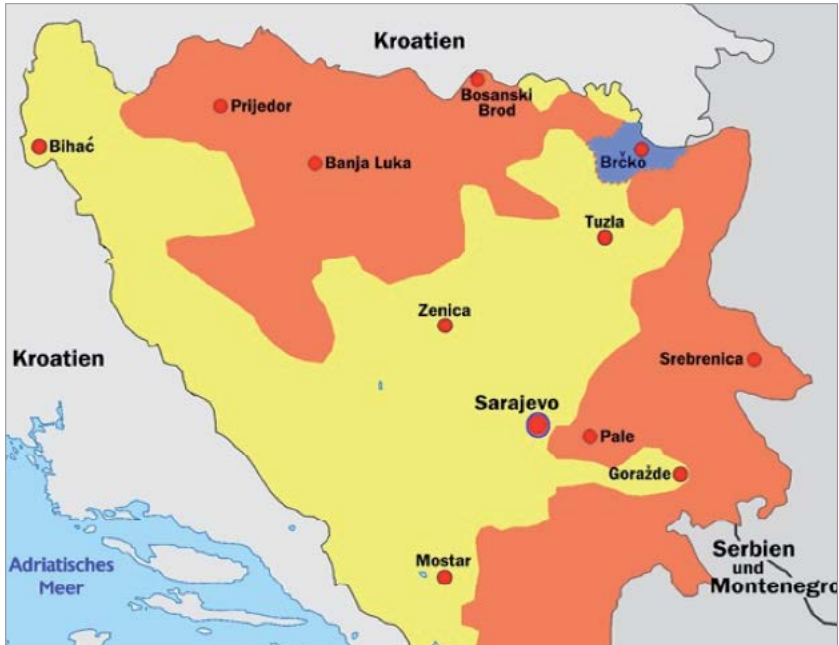 Kroatien
Prijedor
Bosanski
Brod
Bihać
Banja Luka
Brčko
Tuzla
Zenica
Kroatien
Srebrenica
Sarajevo
Pale
Goražde
Serbien
und
Montenegro
Mostar
Adriatisches
Meer